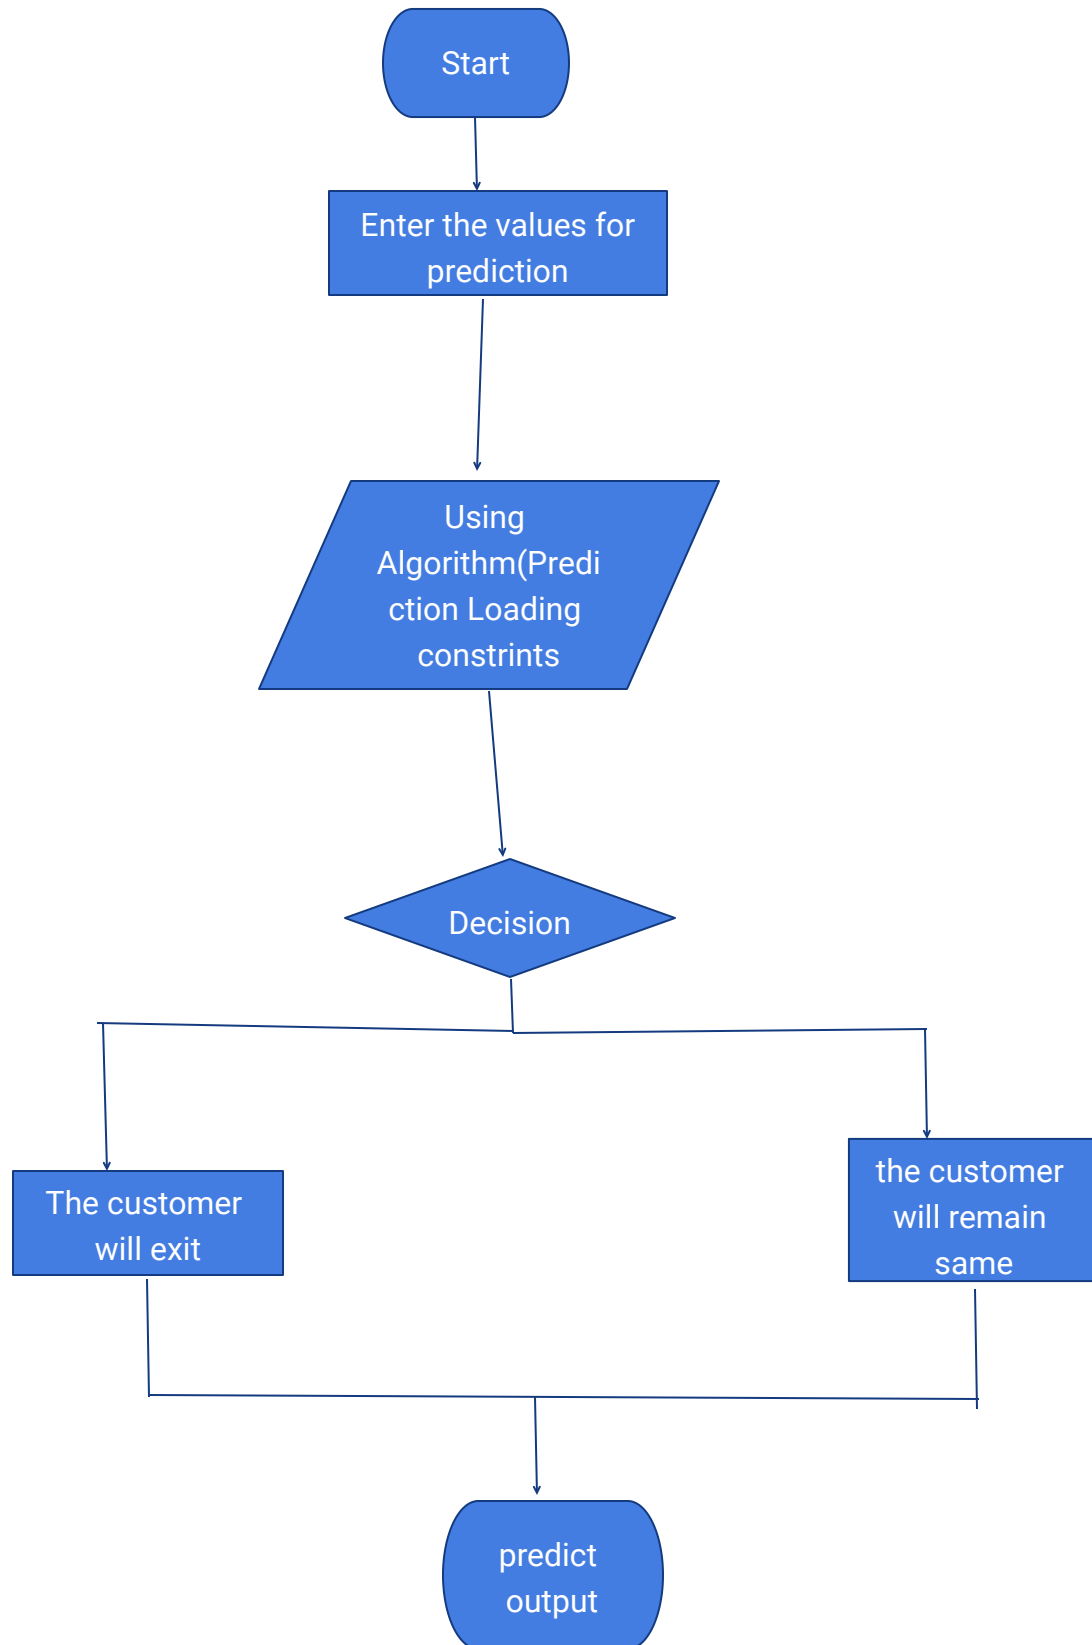 Start
Enter the values for
prediction
Using
Algorithm(Predi
ction Loading
constrints
Decision
The customer
will exit
the customer
will remain
same
predict
output